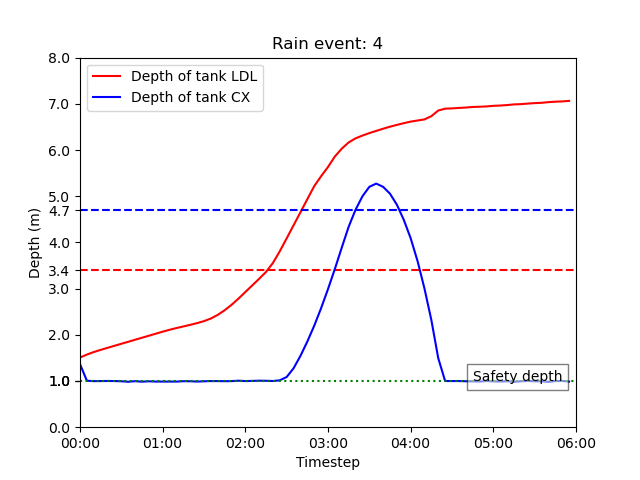 Rain event: 4
Depth of tank LDL
Depth of tank CX
8.0
7.0
6.0
5.0
4.7
4.0
3.4
3.0
2.0
1.0
1.0
0.0
Depth (m)
Safety depth
00:00 01:00 02:00 03:00 04:00 05:00 06:00
Timestep